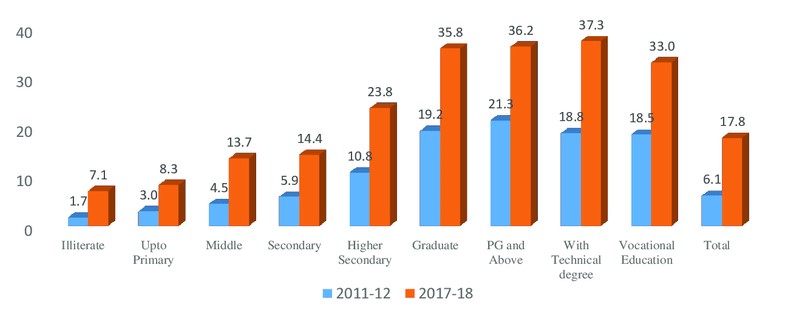 40
30
20
10
0
1.7 7.1
3.0 8.3
4.5 13.7
5.9 14.4
10.8 23.8
19.2 35.8
21.3 36.2
18.8 37.3
18.5 33.0
6.1 17.8
Illiterate
Upto
Primary
Middle
Secondary
Higher
Secondary
Graduate
PG and
Above
With
Technical
degree
Vocational
Education
Total
2011-12 2017-18